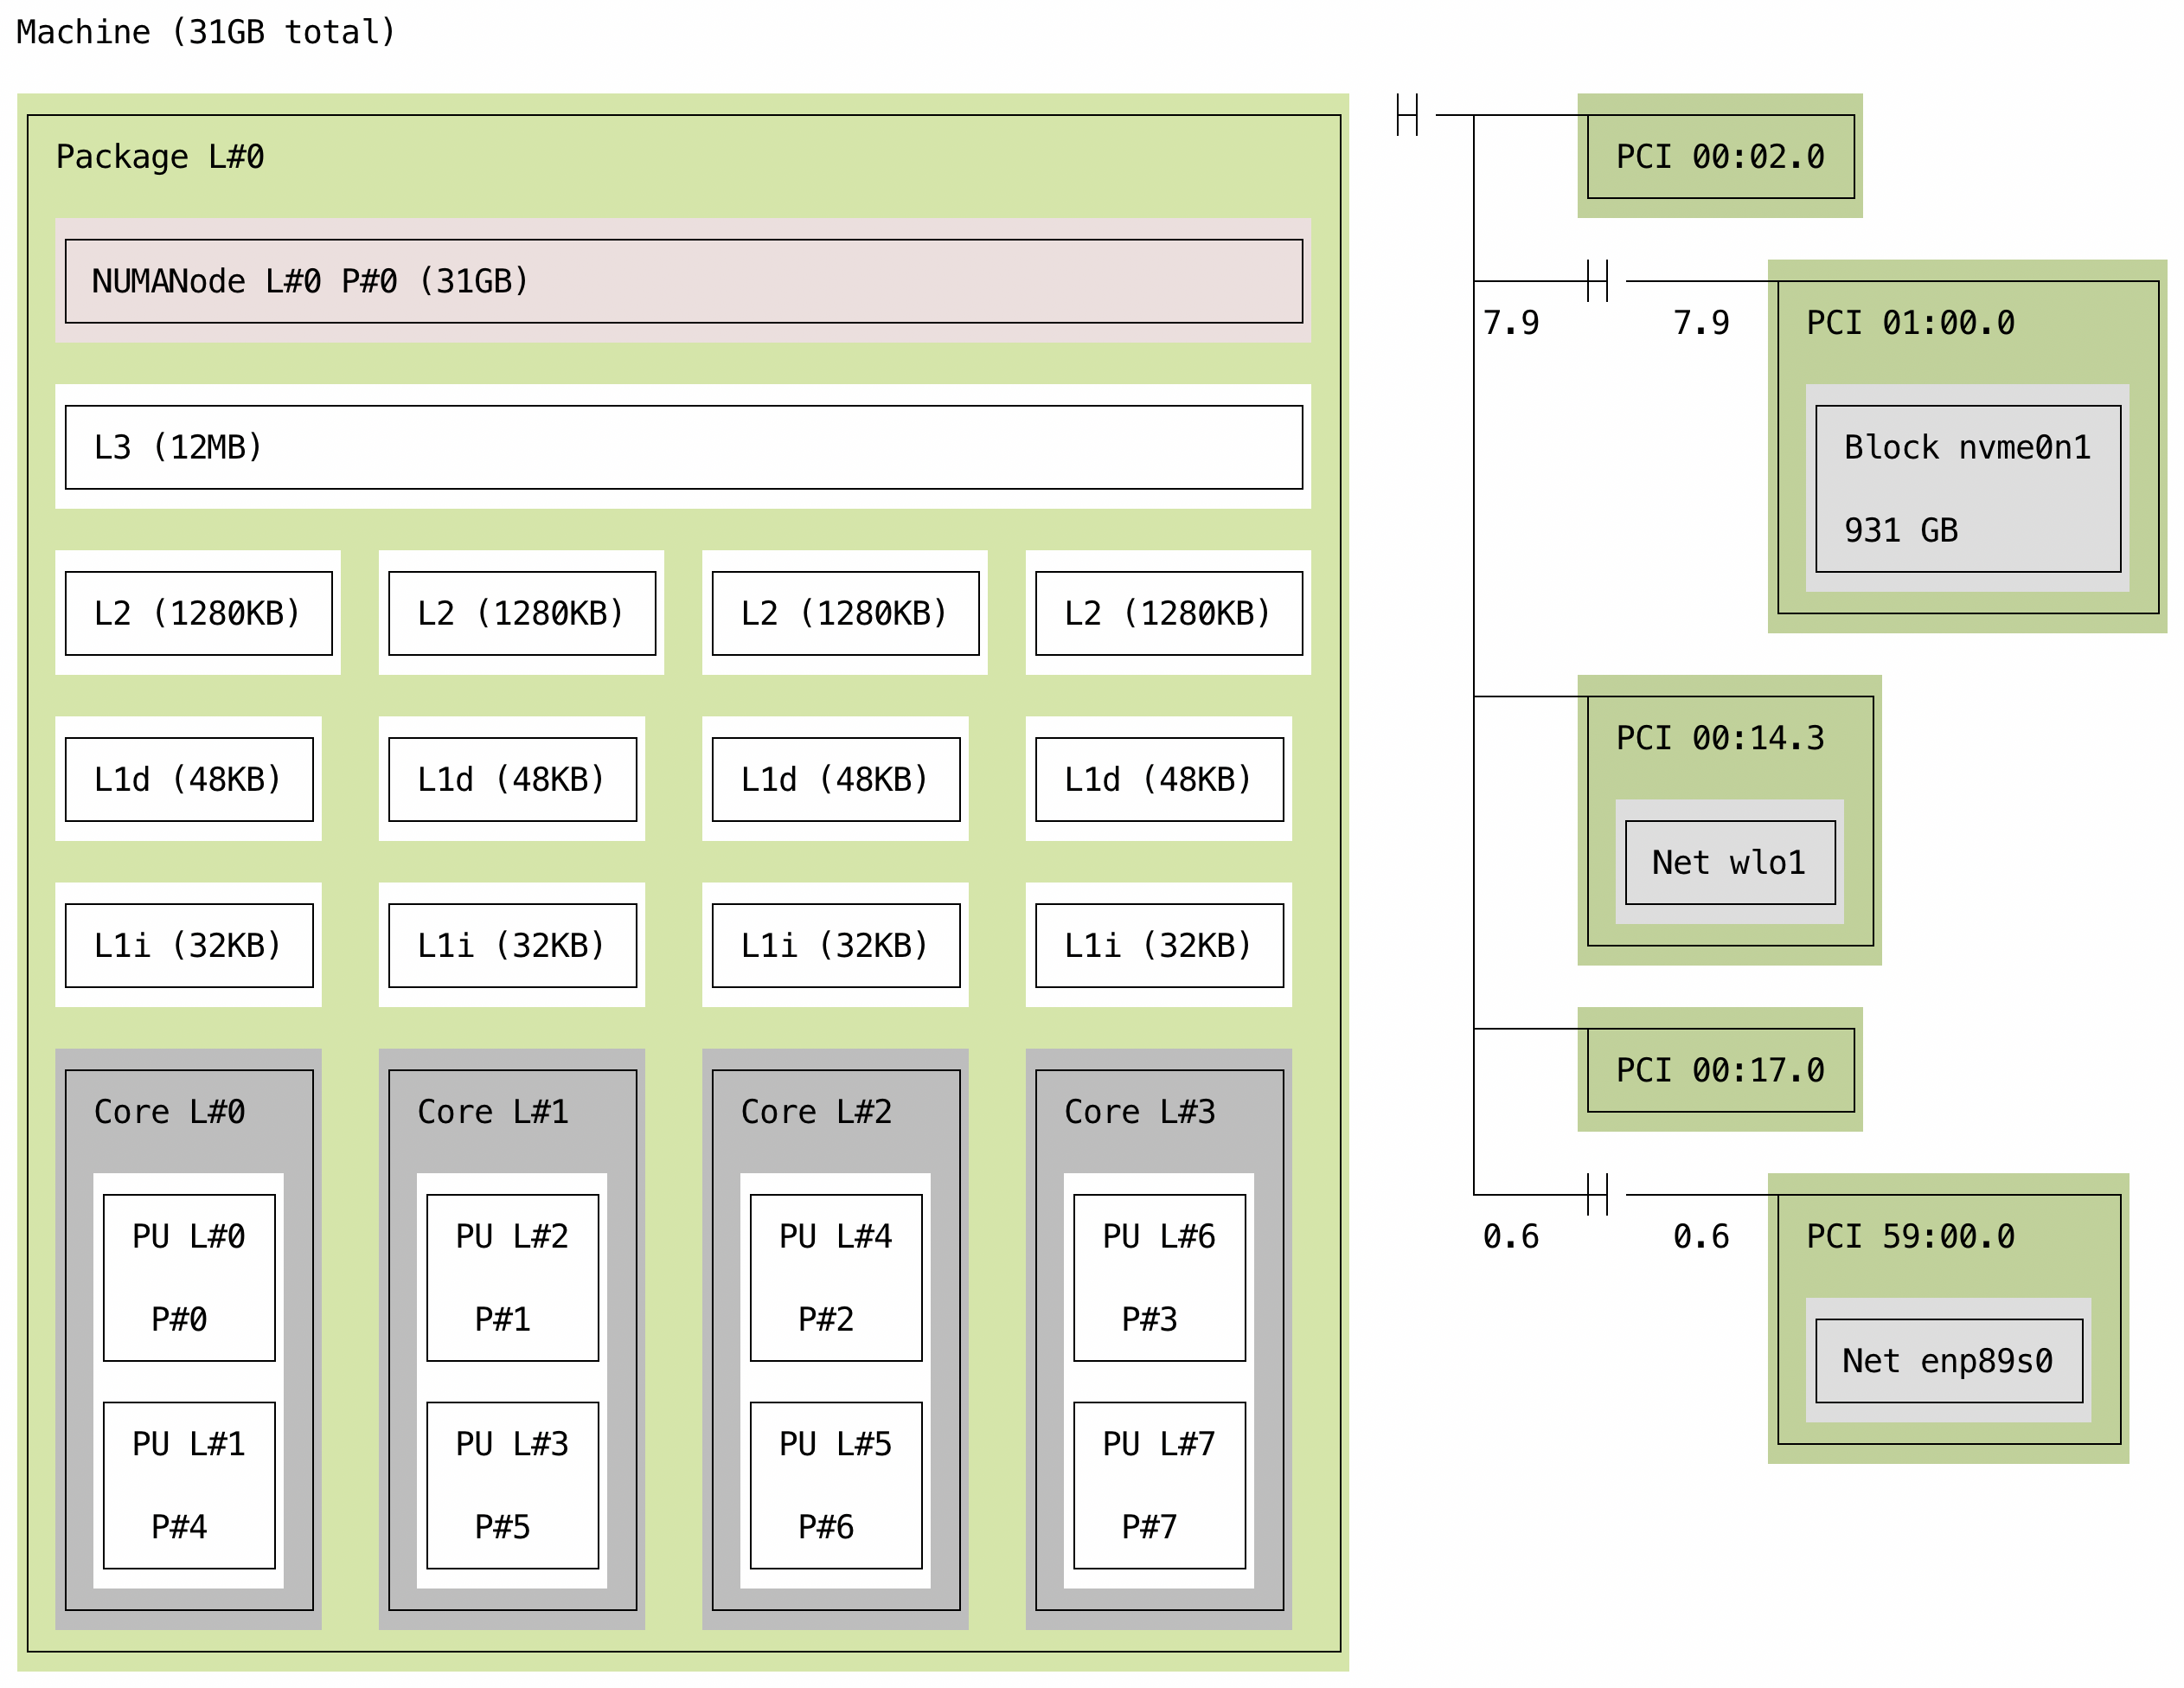 Machine (31GB total)
Package L#0
NUMANode L#0 P#0 (31GB)
L3 (12MB)
L2 (1280KB)
L2 (1280KB)
L2 (1280KB)
L2 (1280KB)
L1d (48KB)
L1d (48KB)
L1d (48KB)
L1d (48KB)
L1i (32KB)
L1i (32KB)
L1i (32KB)
L1i (32KB)
Core L#0
PU L#0
P#0
PU L#1
P#4
Core L#1
PU L#2
P#1
PU L#3
P#5
Core L#2
PU L#4
P#2
PU L#5
P#6
Core L#3
PU L#6
P#3
PU L#7
P#7
PCI 00:02.0
7.9
7.9
PCI 01:00.0
Block nvme0n1
931 GB
PCI 00:14.3
Net wlo1
PCI 00:17.0
0.6
0.6
PCI 59:00.0
Net enp89s0